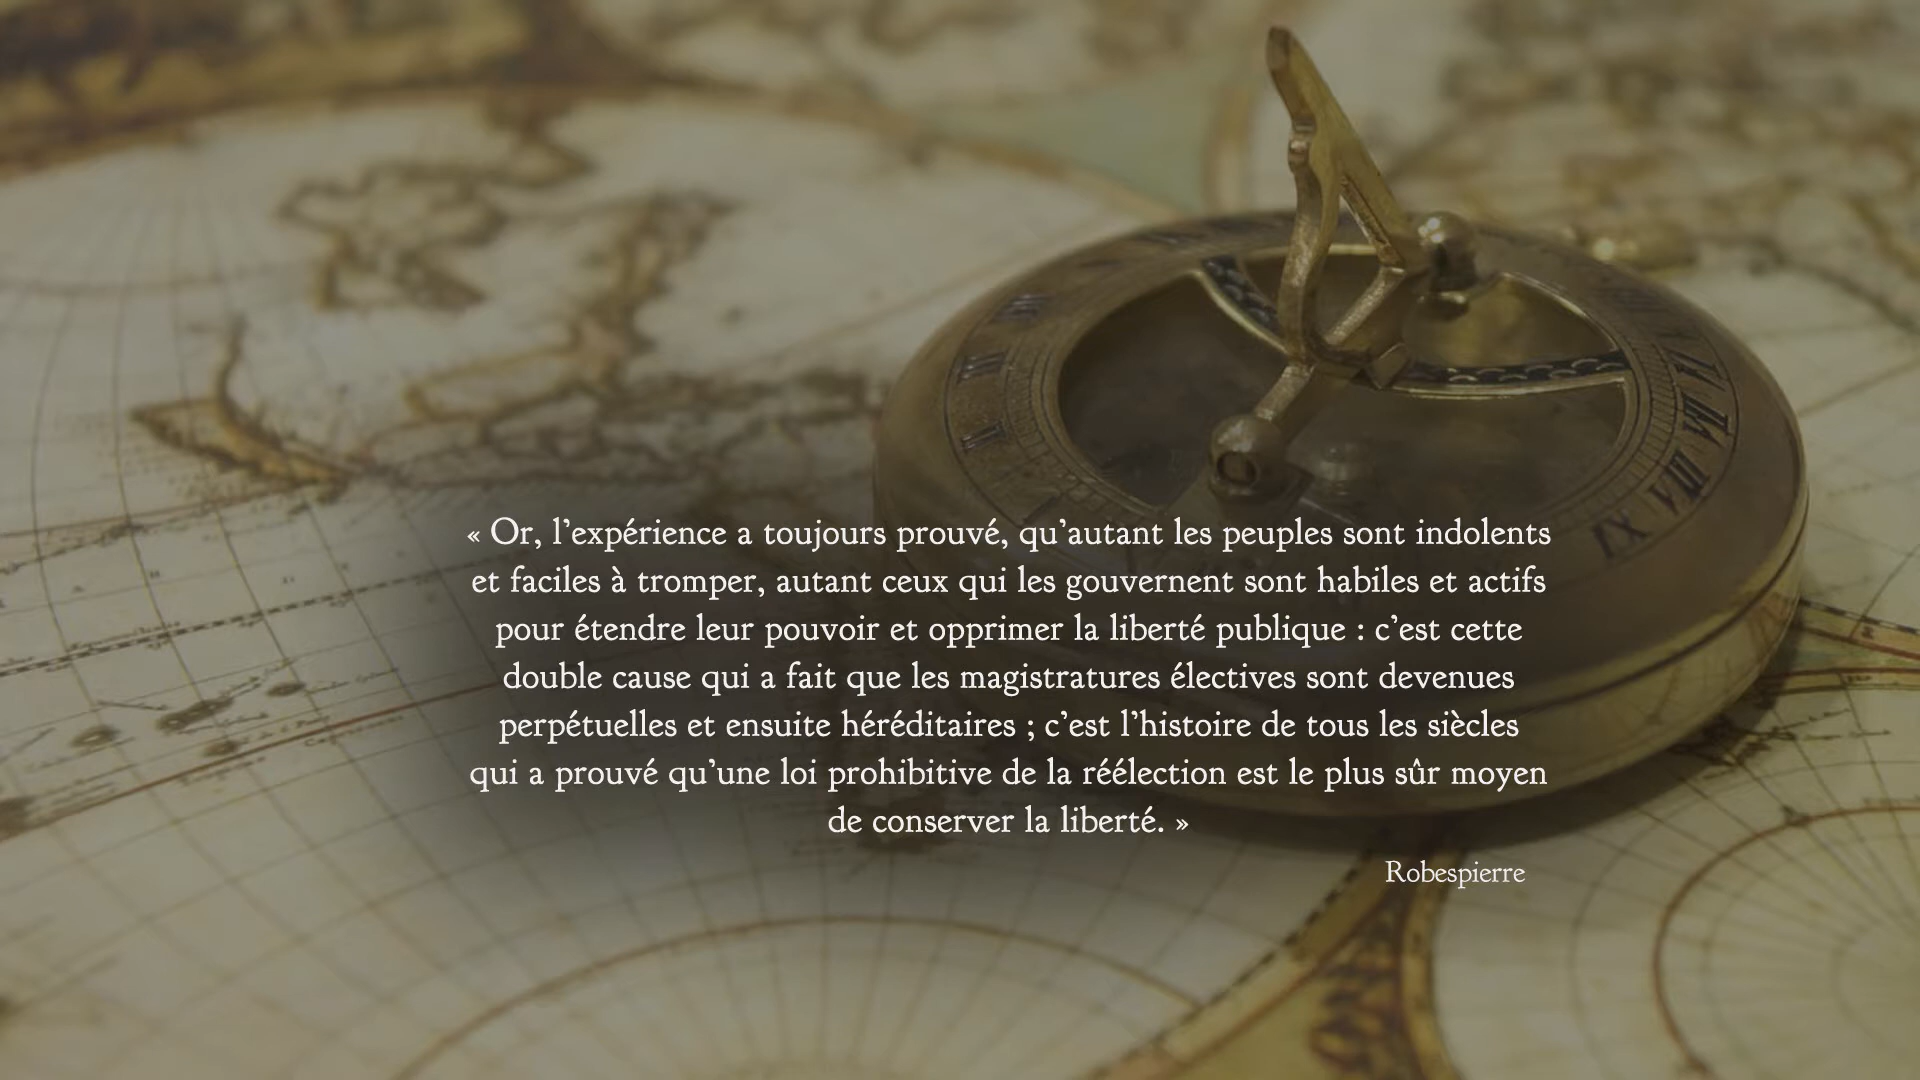 « Or, l’expérience a toujours prouvé, qu’autant les peuples sont indolents
et faciles à tromper, autant ceux qui les gouvernent sont habiles et actifs
pour étendre leur pouvoir et opprimer la liberté publique : c’est cette
double cause qui a fait que les magistratures électives sont devenues
perpétuelles et ensuite héréditaires ; c’est l’histoire de tous les siècles
qui a prouvé qu’une loi prohibitive de la réélection est le plus sûr moyen
de conserver la liberté. »
Robespierre